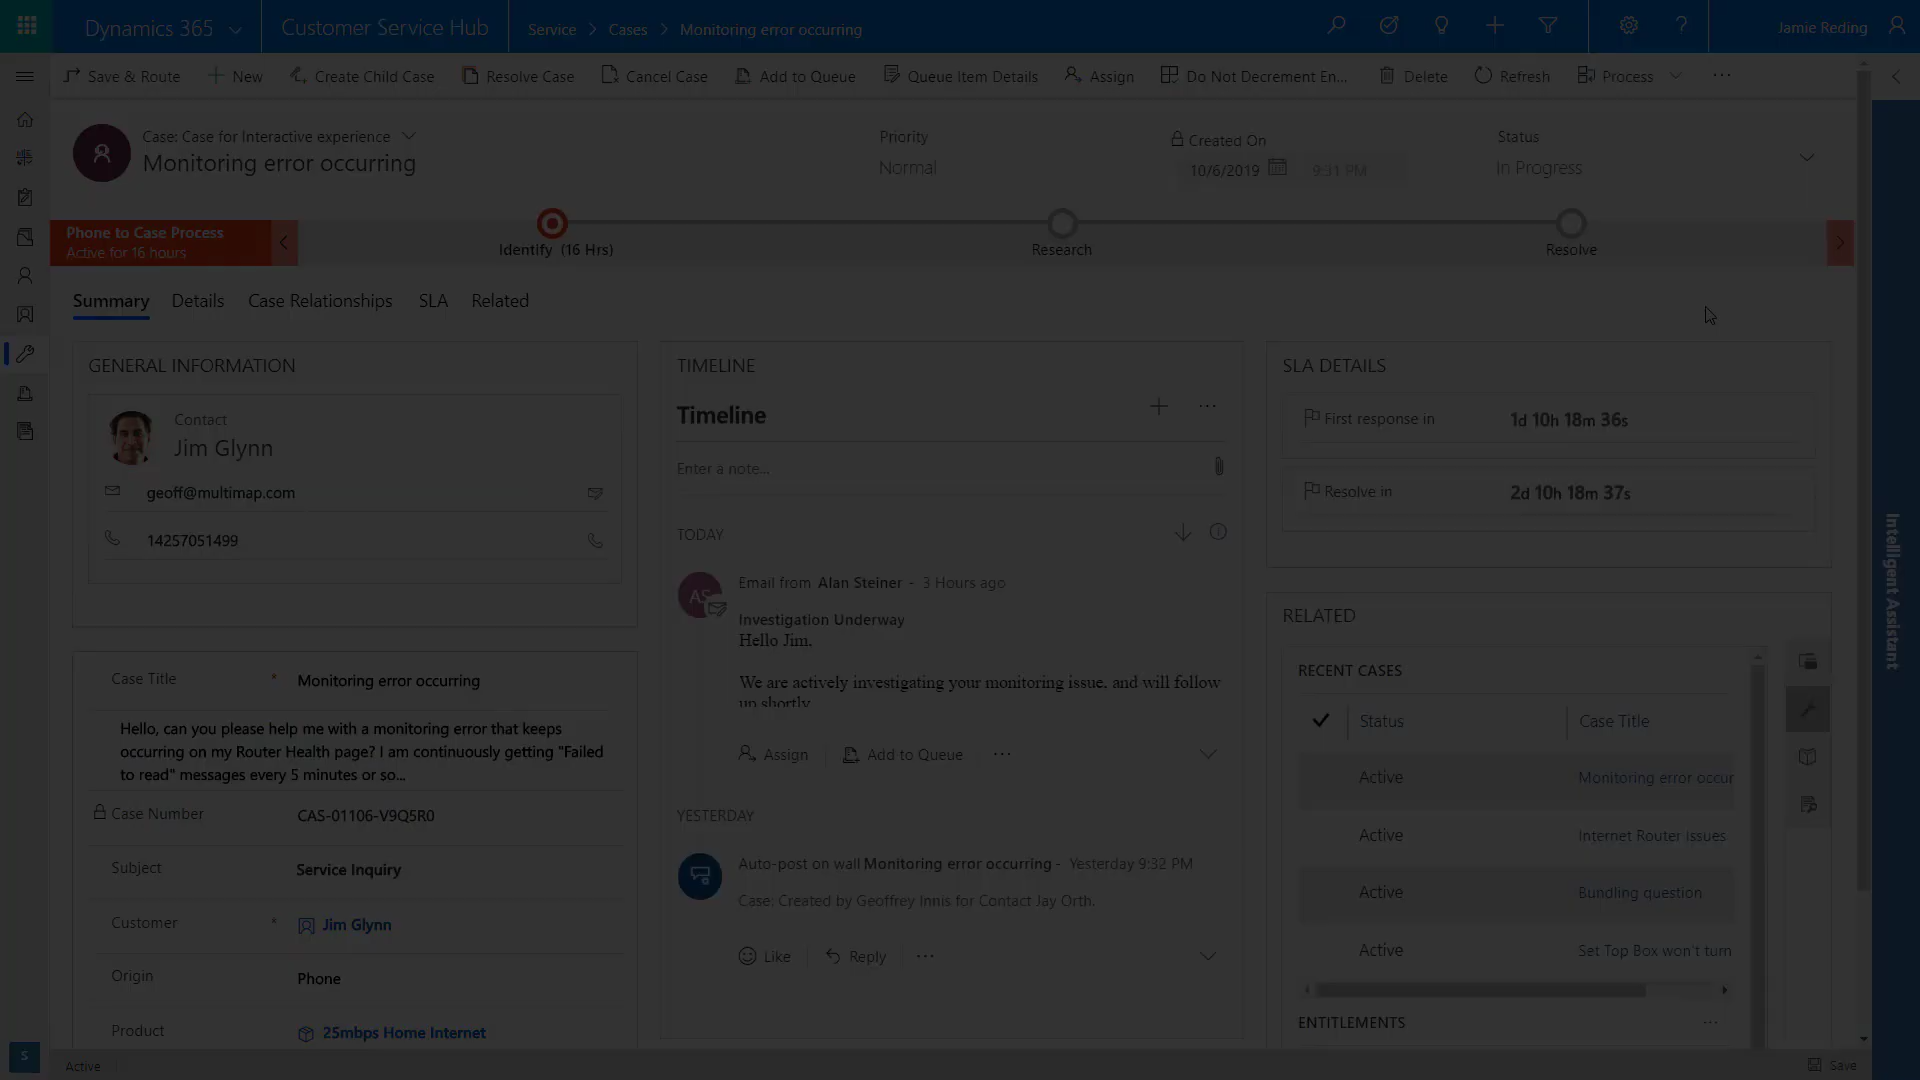 Dynamics 365
Customer Service Hub
Service > Cases > Monitoring error occurring
Jamie Reding
Save & Route
New
Create Child Case
Resolve Case
Cancel Case
Add to Queue
Queue Item Details
Assign
Do Not Decrement En...
Delete
Refresh
Process
Case: Case for Interactive experience
Monitoring error occurring
Priority
Normal
Created On
10/6/2019
9:31 PM
Status
In Progress
Phone to Case Process
Active for 16 hours
Identify (16 Hrs)
Research
Resolve
Summary
Details
Case Relationships
SLA
Related
GENERAL INFORMATION
Contact
Jim Glynn
geoff@multimap.com
14257051499
Case Title * Monitoring error occurring
Hello, can you please help me with a monitoring error that keeps
occurring on my Router Health page? I am continuously getting "Failed
to read" messages every 5 minutes or so...
Case Number CAS-01106-V9Q5R0
Subject Service Inquiry
Customer * Jim Glynn
Origin Phone
Product 25mbps Home Internet
TIMELINE
Timeline
Enter a note...
TODAY
AS
Email from Alan Steiner - 3 Hours ago
Investigation Underway
Hello Jim,
We are actively investigating your monitoring issue, and will follow
up shortly
Assign
Add to Queue
YESTERDAY
Auto-post on wall Monitoring error occurring - Yesterday 9:32 PM
Case: Created by Geoffrey Innis for Contact Jay Orth.
Like
Reply
SLA DETAILS
First response in 1d 10h 18m 36s
Resolve in 2d 10h 18m 37s
RELATED
RECENT CASES
Status Case Title
Active Monitoring error occur
Active Internet Router issues
Active Bundling question
Active Set Top Box won't turn
ENTITLEMENTS
Intelligent Assistant
S
Active
Save